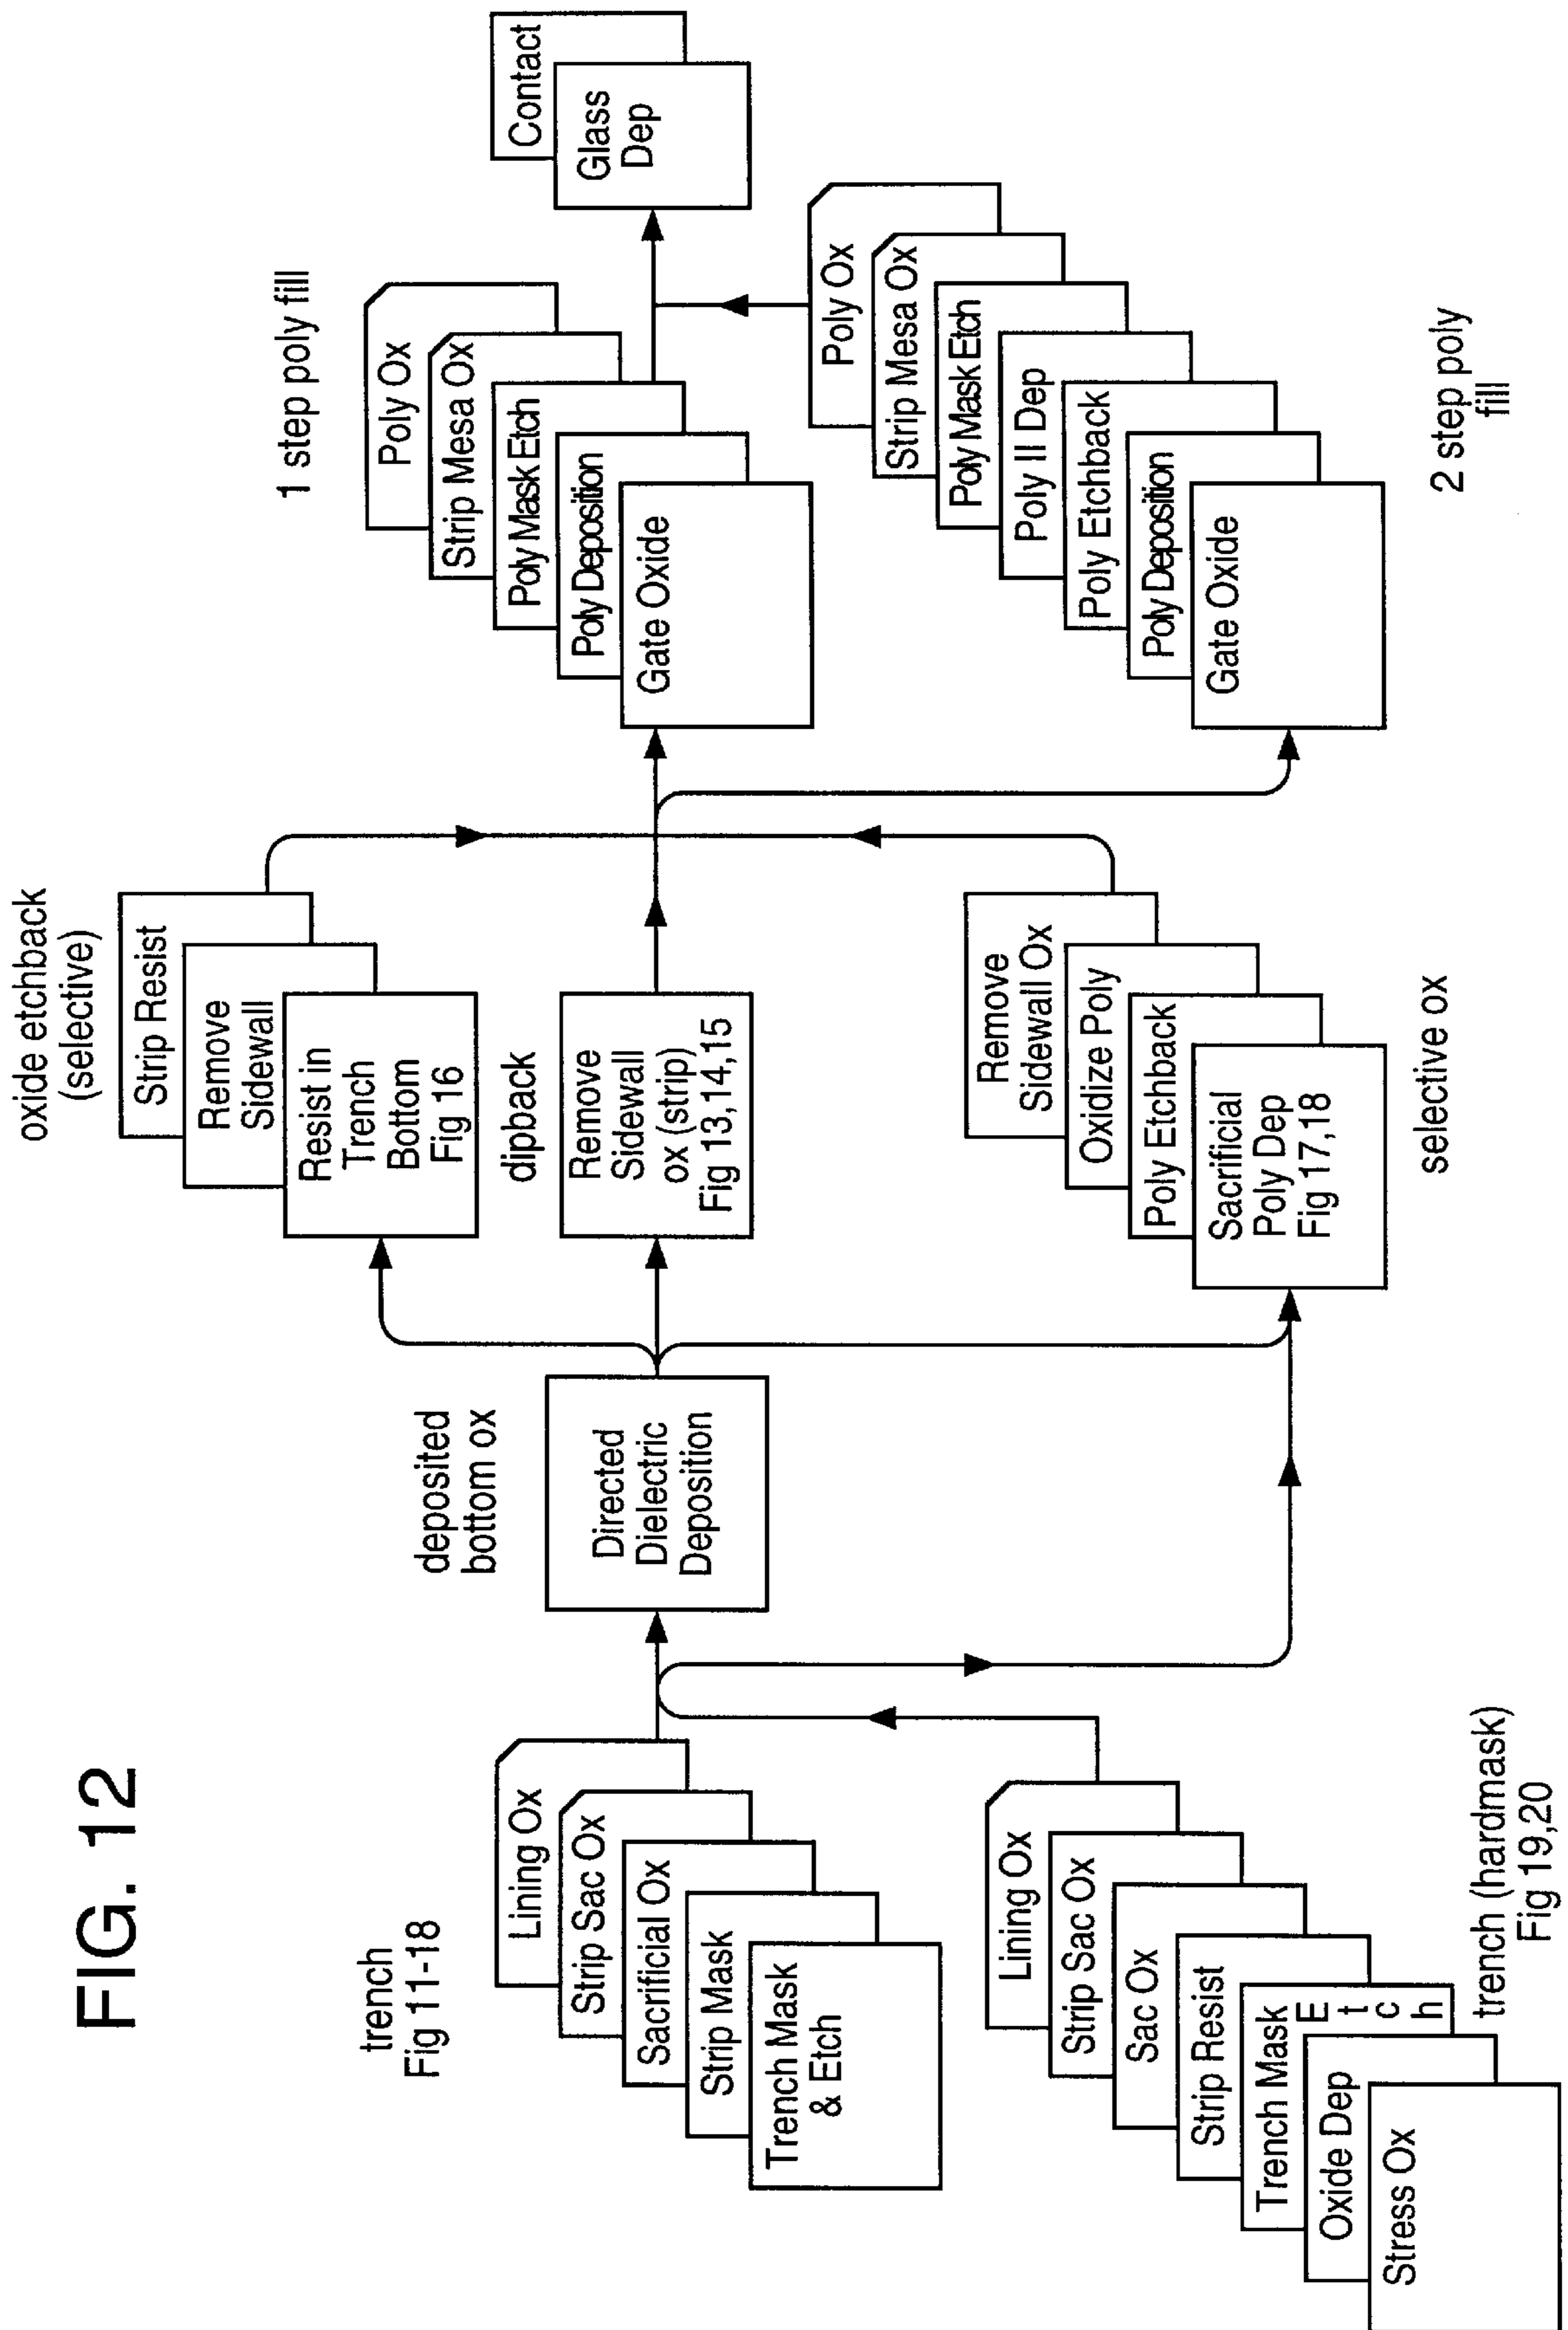 FIG. 12
trench
Fig 11-18
Lining Ox
Strip Sac Ox
Sacrificial Ox
Strip Mask
Trench Mask
& Etch
Lining Ox
Strip Sac Ox
Sac Ox
Strip Resist
Trench Mask
E
t
c
h
Oxide Dep
Stress Ox
trench (hardmask)
Fig 19,20
deposited
bottom ox
Directed
Dielectric
Deposition
oxide etchback
(selective)
Strip Resist
Remove
Sidewall
Resist in
Trench
Bottom
Fig 16
dipback
Remove
Sidewall
ox (strip)
Fig 13,14,15
Remove
Sidewall Ox
Oxidize Poly
Poly Etchback
Sacrificial
Poly Dep
Fig 17,18
selective ox
1 step poly fill
Poly Ox
Strip Mesa Ox
Poly Mask Etch
Poly Deposition
Gate Oxide
Poly Ox
Strip Mesa Ox
Poly Mask Etch
Poly II Dep
Poly Etchback
Poly Deposition
Gate Oxide
2 step poly
fill
Contact
Glass
Dep